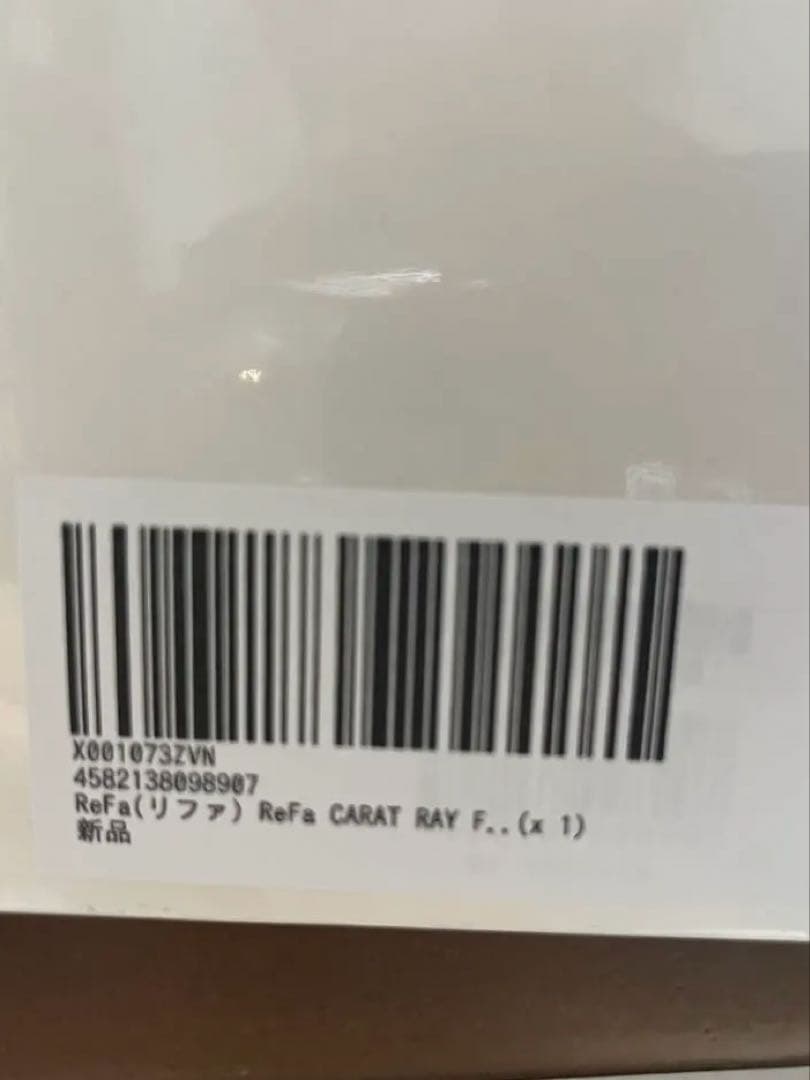 X001073ZVN
4582138098907
ReFa(リファ) ReFa CARAT RAY F..(x 1)
新品